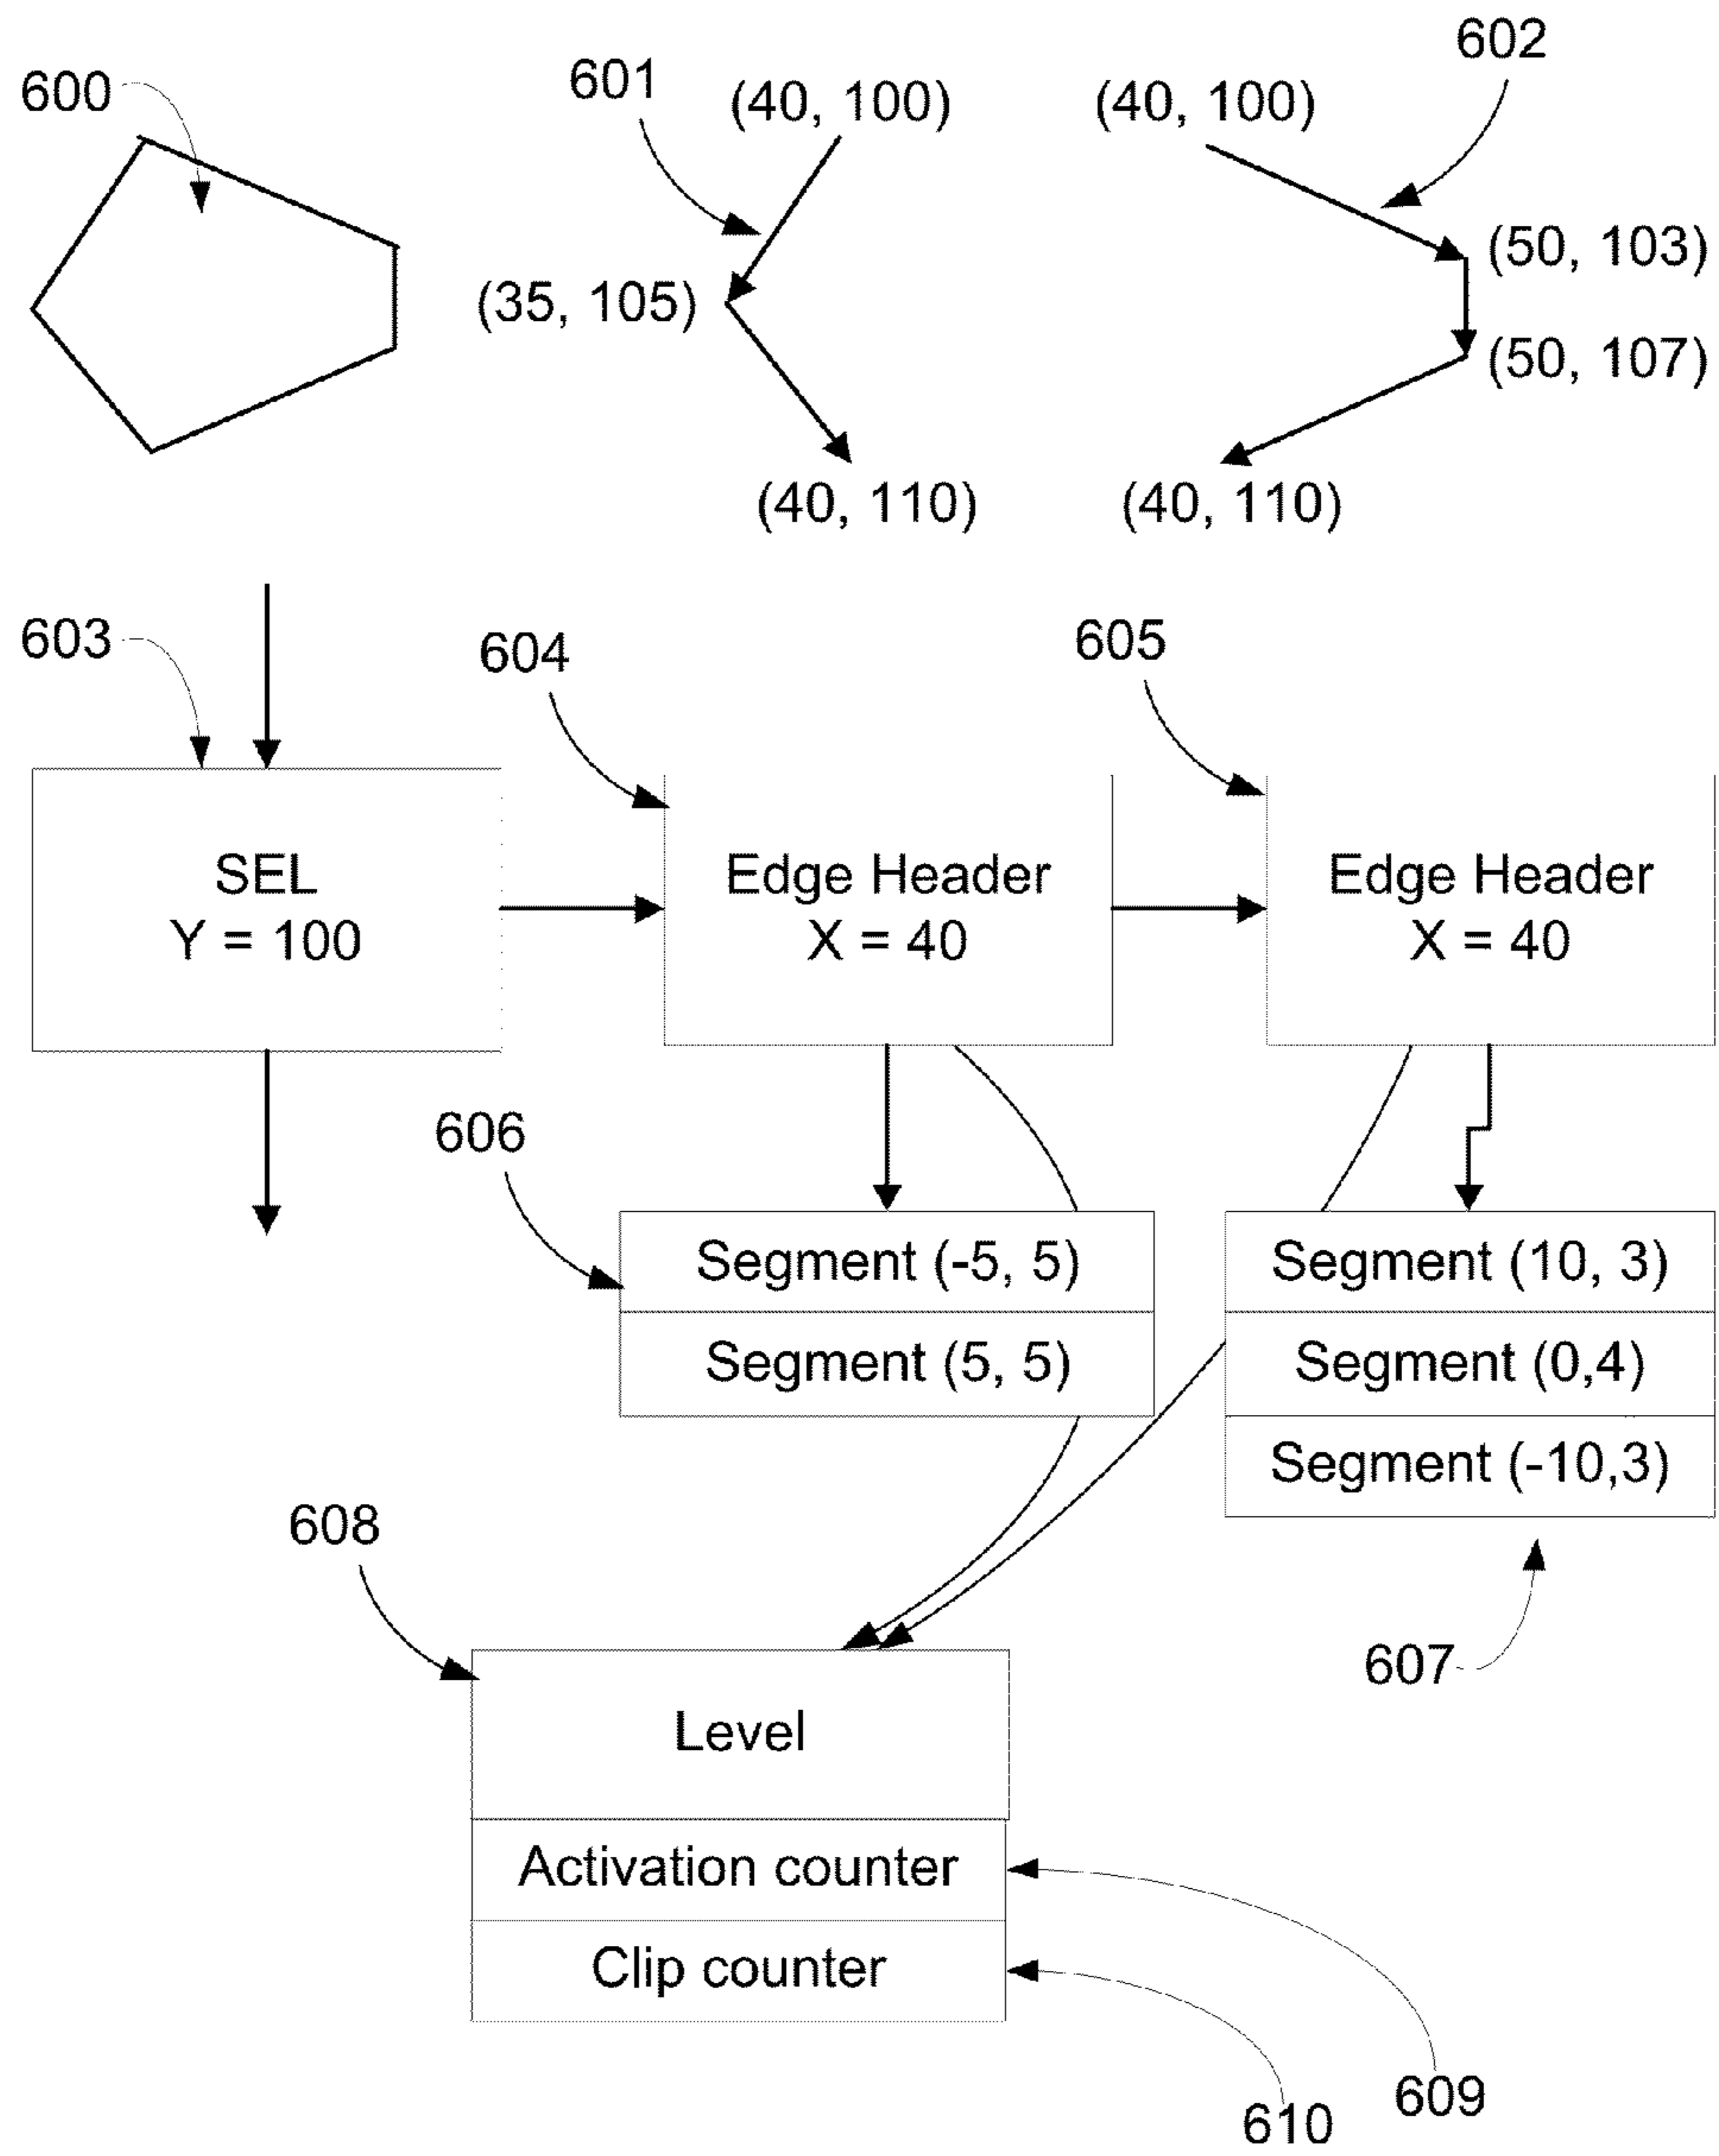 602
601
600
(40, 100)
(40, 100)
(50, 103)
(35, 105)
(50, 107)
(40, 110)
(40, 110)
603
604
605
SEL
Y = 100
Edge Header
X = 40
Edge Header
X = 40
606
Segment (-5, 5)
Segment (5, 5)
Segment (10, 3)
Segment (0,4)
Segment (-10,3)
608
607
Level
Activation counter
Clip counter
609
610